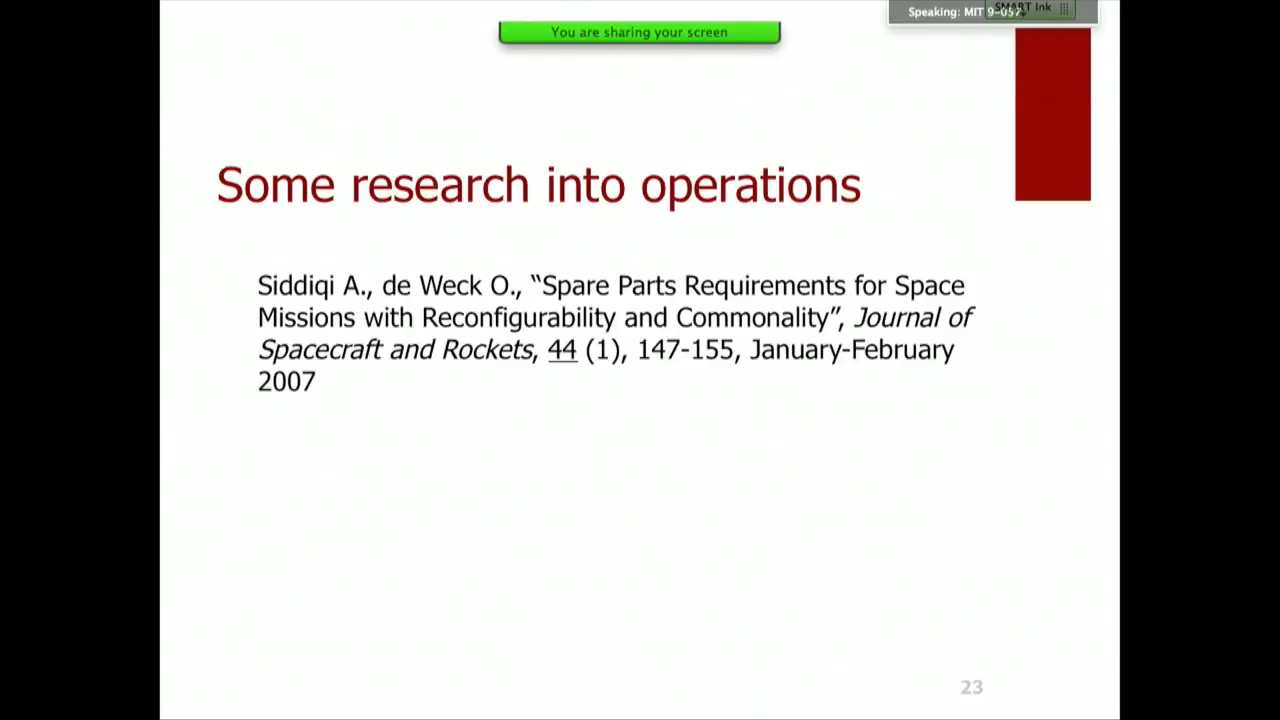 Speaking: MIT 9-057
SMART Ink
You are sharing your screen
Some research into operations
Siddiqi A., de Weck O., “Spare Parts Requirements for Space
Missions with Reconfigurability and Commonality”, Journal of
Spacecraft and Rockets, 44 (1), 147-155, January-February
2007
23